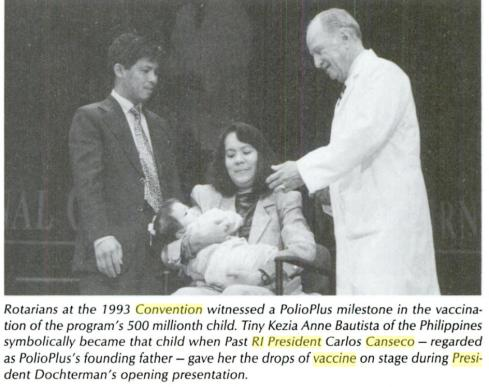 Rotarians at the 1993 Convention witnessed a PolioPlus milestone in the vaccina-
tion of the program's 500 millionth child. Tiny Kezia Anne Bautista of the Philippines
symbolically became that child when Past RI President Carlos Canseco – regarded
as PolioPlus's founding father – gave her the drops of vaccine on stage during Presi-
dent Dochterman's opening presentation.